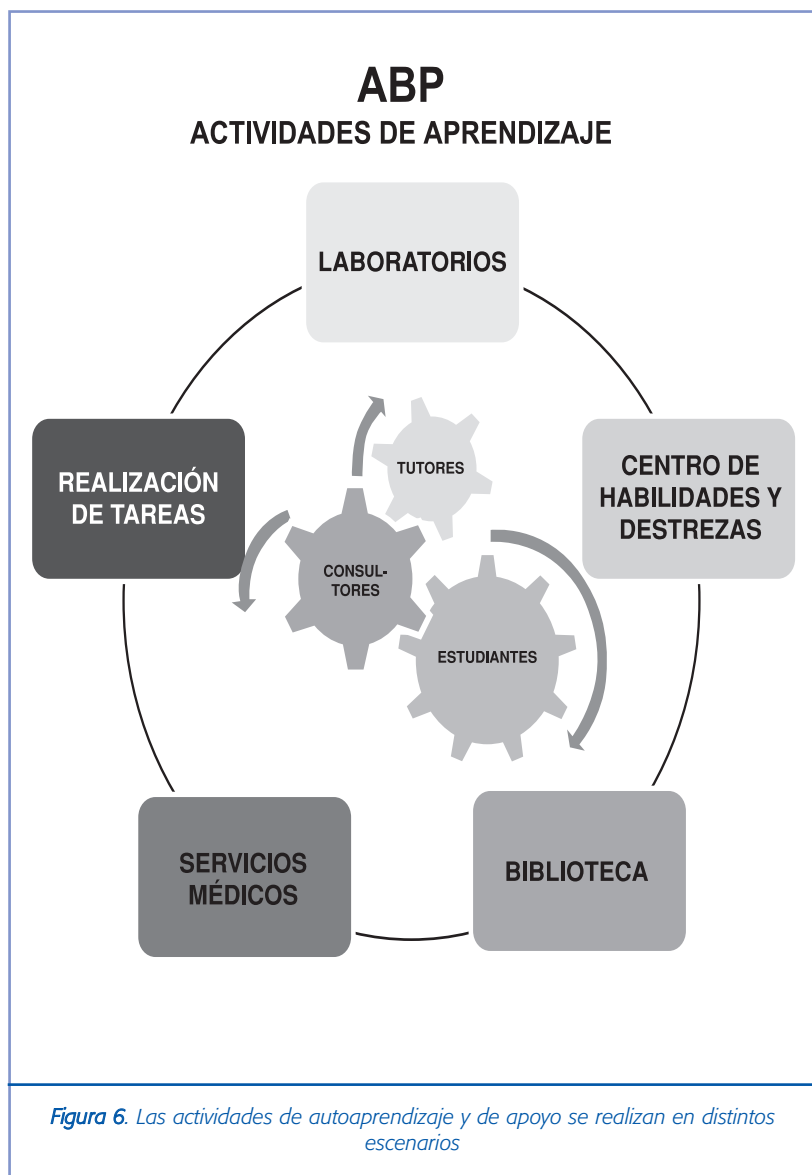 ABP
ACTIVIDADES DE APRENDIZAJE
LABORATORIOS
TUTORES
CENTRO DE
HABILIDADES Y
DESTREZAS
REALIZACIÓN
DE TAREAS
CONSUL-
TORES
ESTUDIANTES
SERVICIOS
MÉDICOS
BIBLIOTECA
Figura 6. Las actividades de autoaprendizaje y de apoyo se realizan en distintos
escenarios